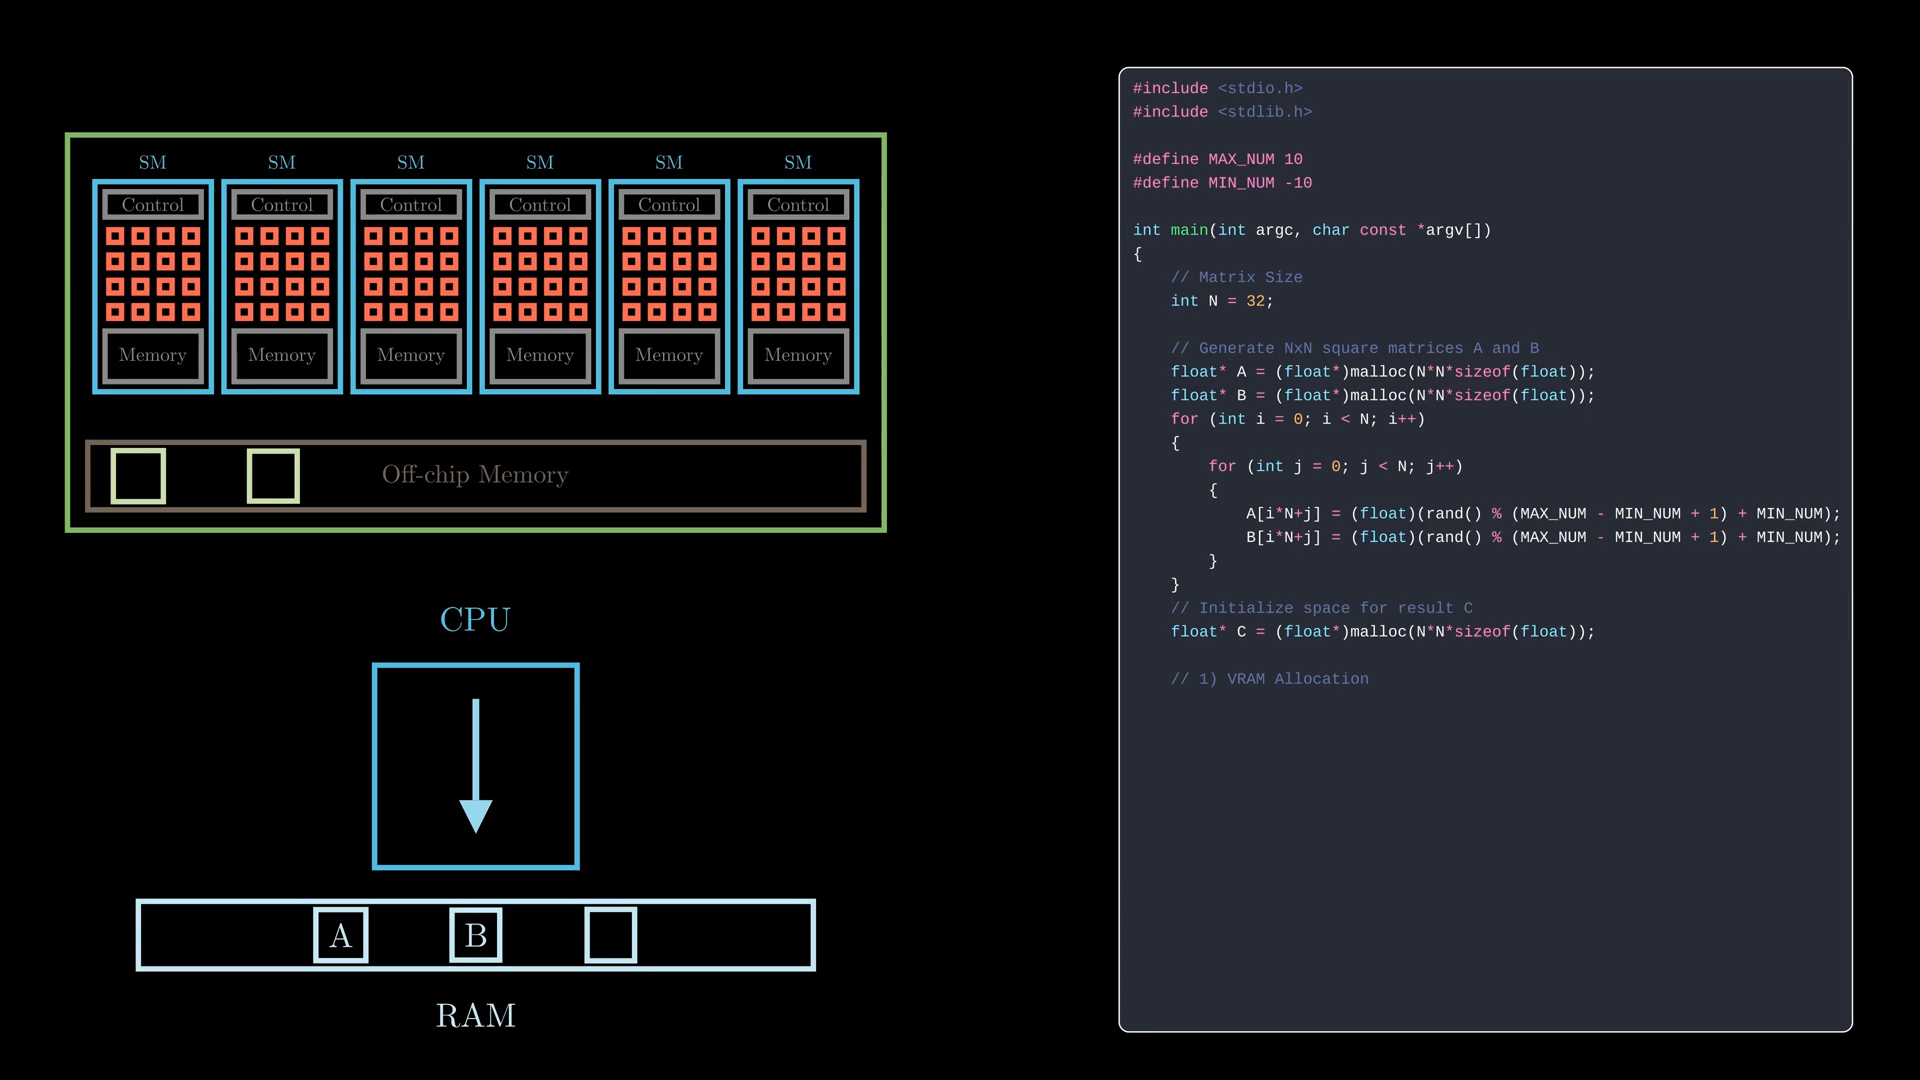 SM SM SM SM SM SM
Control Control Control Control Control Control
Memory Memory Memory Memory Memory Memory
Off-chip Memory
CPU
A B
RAM
#include <stdio.h>
#include <stdlib.h>
#define MAX_NUM 10
#define MIN_NUM -10
int main(int argc, char const *argv[])
{
    // Matrix Size
    int N = 32;
    // Generate NxN square matrices A and B
    float* A = (float*)malloc(N*N*sizeof(float));
    float* B = (float*)malloc(N*N*sizeof(float));
    for (int i = 0; i < N; i++)
    {
        for (int j = 0; j < N; j++)
        {
            A[i*N+j] = (float)(rand() % (MAX_NUM - MIN_NUM + 1) + MIN_NUM);
            B[i*N+j] = (float)(rand() % (MAX_NUM - MIN_NUM + 1) + MIN_NUM);
        }
    }
    // Initialize space for result C
    float* C = (float*)malloc(N*N*sizeof(float));
    // 1) VRAM Allocation